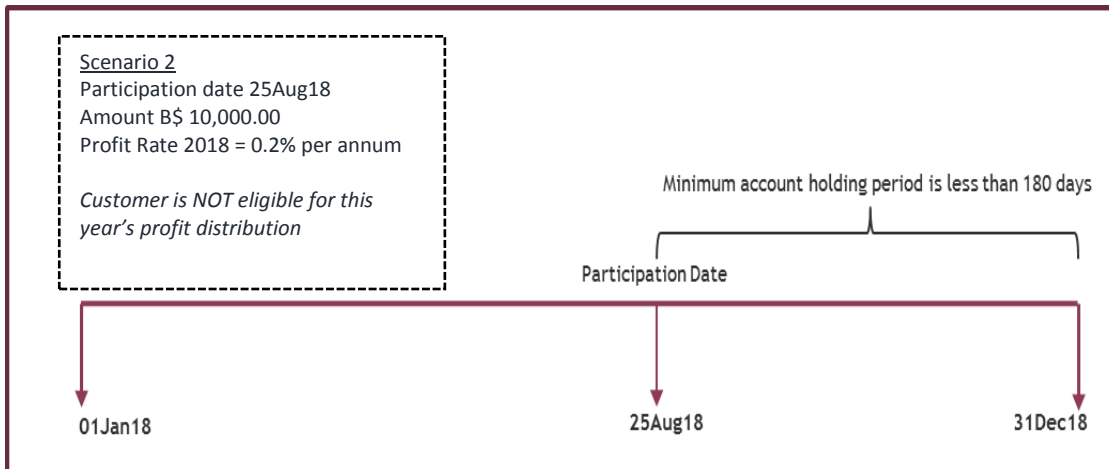 Scenario 2
Participation date 25Aug18
Amount B$ 10,000.00
Profit Rate 2018 = 0.2% per annum
Customer is NOT eligible for this
year's profit distribution
Minimum account holding period is less than 180 days
Participation Date
01Jan18
25Aug18
31Dec18